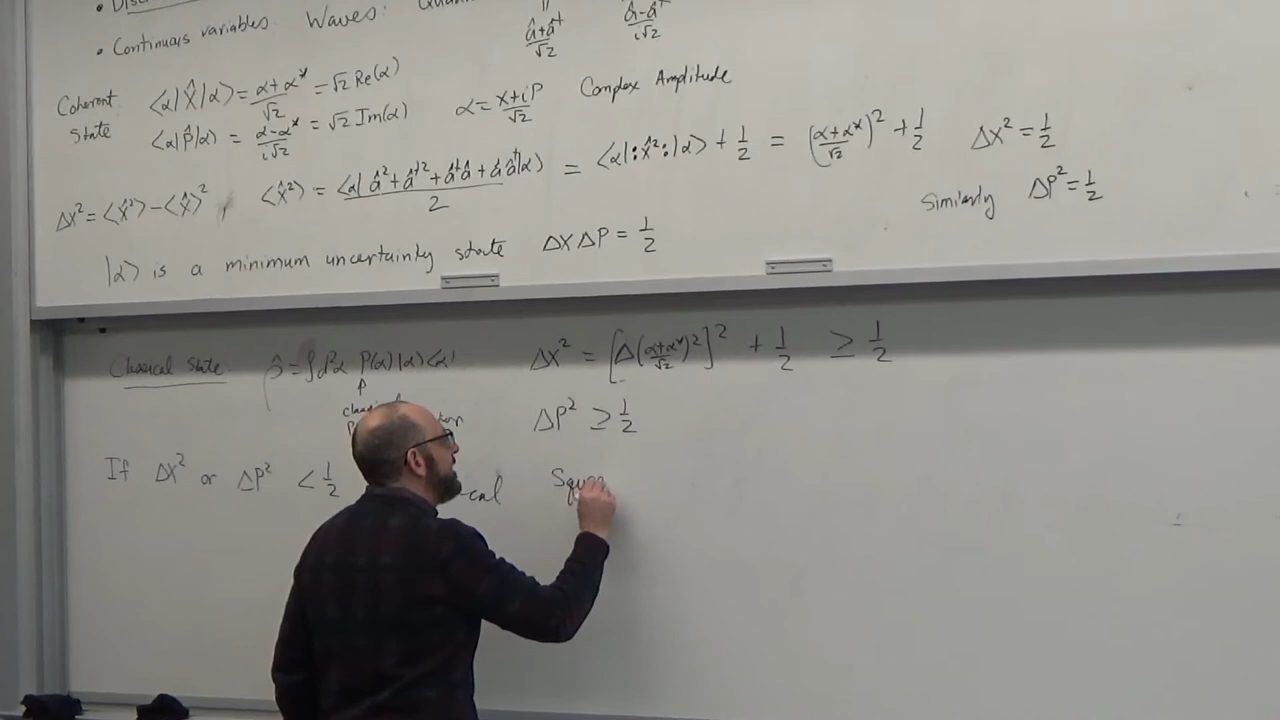 • Continuous variables. Waves:
â+â†/√2 â-â†/i√2
Coherent State
⟨α|X̂|α⟩ = α+α*/√2 = √2 Re(α)
⟨α|P̂|α⟩ = α-α*/i√2 = √2 Im(α)
α = X+iP/√2 Complex Amplitude
ΔX² = ⟨X̂²⟩-⟨X̂⟩², ⟨X̂²⟩ = ⟨α|â²+â†²+â†â+ââ†|α⟩/2 = ⟨α|:X̂²:|α⟩ + 1/2 = (α+α*/√2)² + 1/2 ΔX² = 1/2
Similarly ΔP² = 1/2
|α⟩ is a minimum uncertainty state ΔXΔP = 1/2
Classical State ρ̂ = ∫d²α P(α)|α⟩⟨α| ΔX² = [Δ(α+α*/√2)²]² + 1/2 ≥ 1/2
ΔP² ≥ 1/2
If ΔX² or ΔP² < 1/2